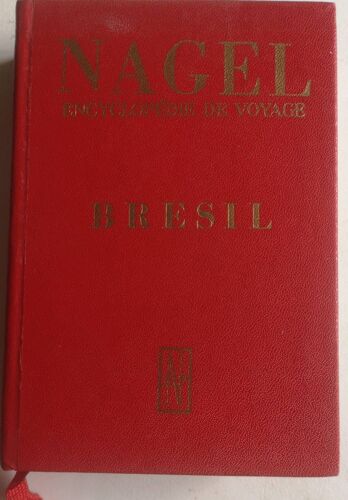 NAGEL
ENCYCLOPÉDIE DE VOYAGE
BRESIL